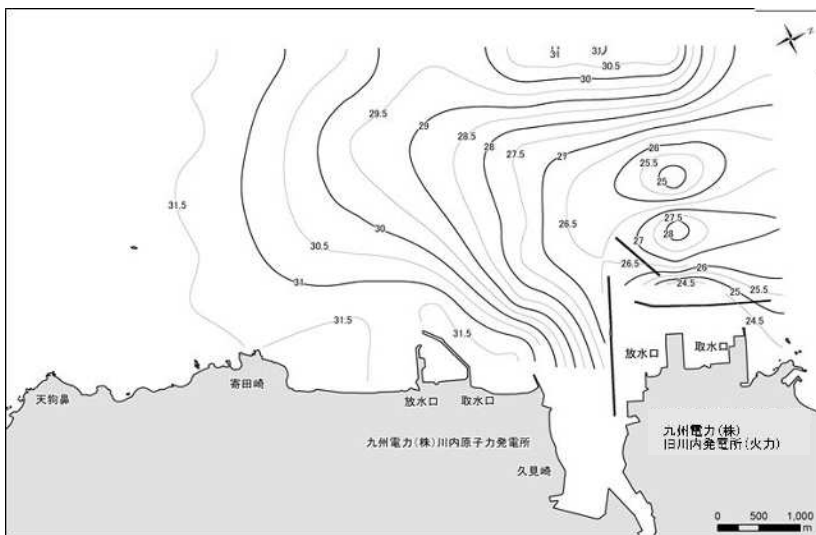 N
31
31
30.5
30
29.5
29
28.5
28
27.5
27
26
25.5
25
31.5
26.5
27.5
28
27
30
30.5
31
26.5
26
24.5
25
25.5
24.5
31.5
31.5
放水口
取水口
天狗鼻
寄田崎
放水口
取水口
九州電力(株)川内原子力発電所
久見崎
九州電力(株)
旧川内発電所(火力)
0 500 1,000
m